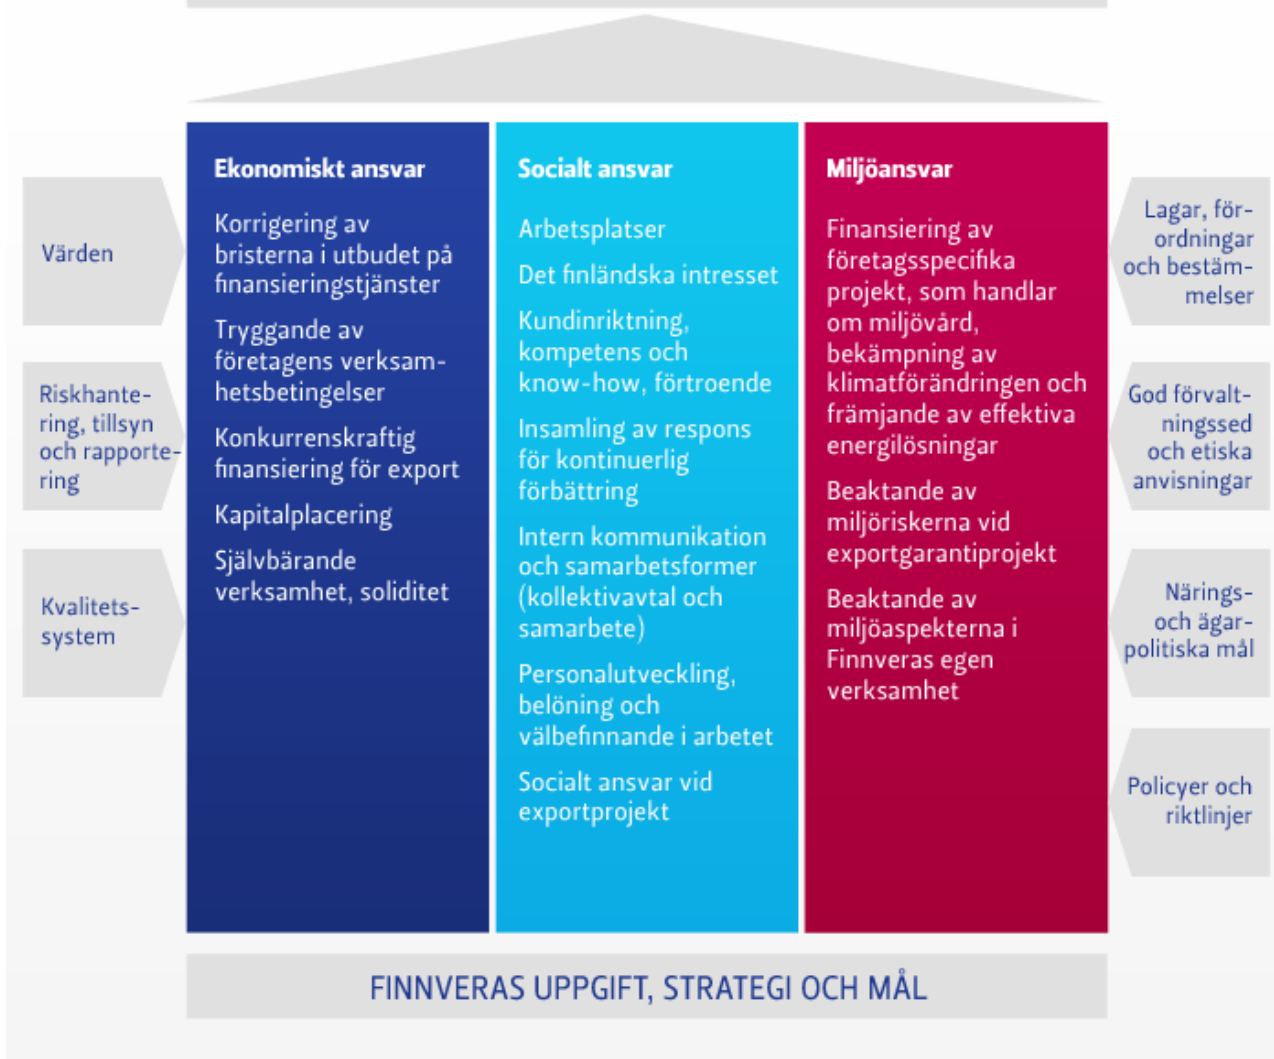 Värden
Riskhante-
ring, tillsyn
och rapporte-
ring
Kvalitets-
system
Ekonomiskt ansvar
Korrigering av
bristerna i utbudet på
finansieringstjänster
Tryggande av
företagens verksam-
hetsbetingelser
Konkurrenskraftig
finansiering för export
Kapitalplacering
Självbärande
verksamhet, soliditet
Socialt ansvar
Arbetsplatser
Det finländska intresset
Kundinriktning,
kompetens och
know-how, förtroende
Insamling av respons
för kontinuerlig
förbättring
Intern kommunikation
och samarbetsformer
(kollektivavtal och
samarbete)
Personalutveckling,
belöning och
välbefinnande i arbetet
Socialt ansvar vid
exportprojekt
Miljöansvar
Finansiering av
företagsspecifika
projekt, som handlar
om miljövård,
bekämpning av
klimatförändringen och
främjande av effektiva
energilösningar
Beaktande av
miljöriskerna vid
exportgarantiprojekt
Beaktande av
miljöaspekterna i
Finnveras egen
verksamhet
Lagar, för-
ordningar
och bestäm-
melser
God förvalt-
ningssed
och etiska
anvisningar
Närings-
och ägar-
politiska mål
Policyer och
riktlinjer
FINNVERAS UPPGIFT, STRATEGI OCH MÅL